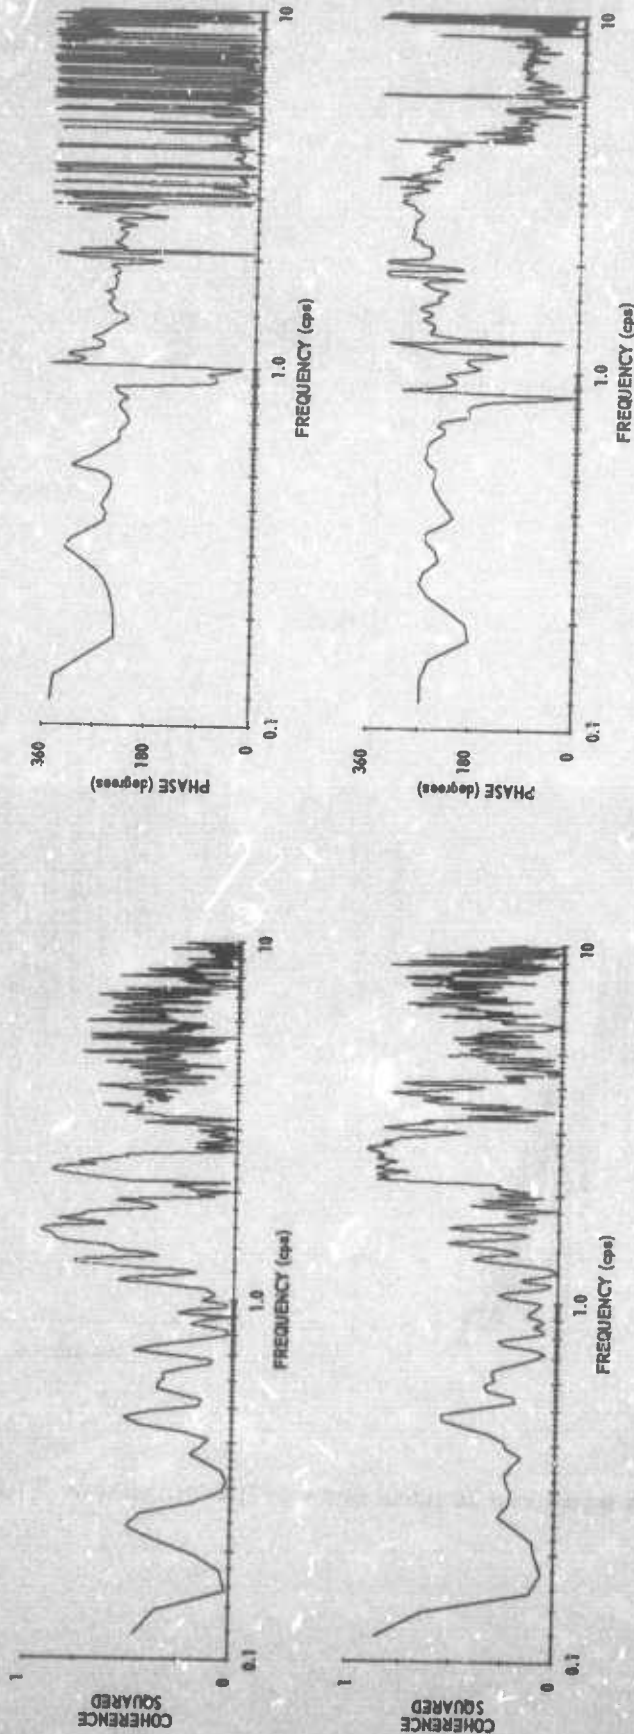 360
180
0
PHASE (degrees)
0.1
1.0
10
FREQUENCY (cps)
360
180
0
PHASE (degrees)
0.1
1.0
10
FREQUENCY (cps)
1
0
COHERENCE
SQUARED
0.1
1.0
10
FREQUENCY (cps)
1
0
COHERENCE
SQUARED
0.1
1.0
10
FREQUENCY (cps)